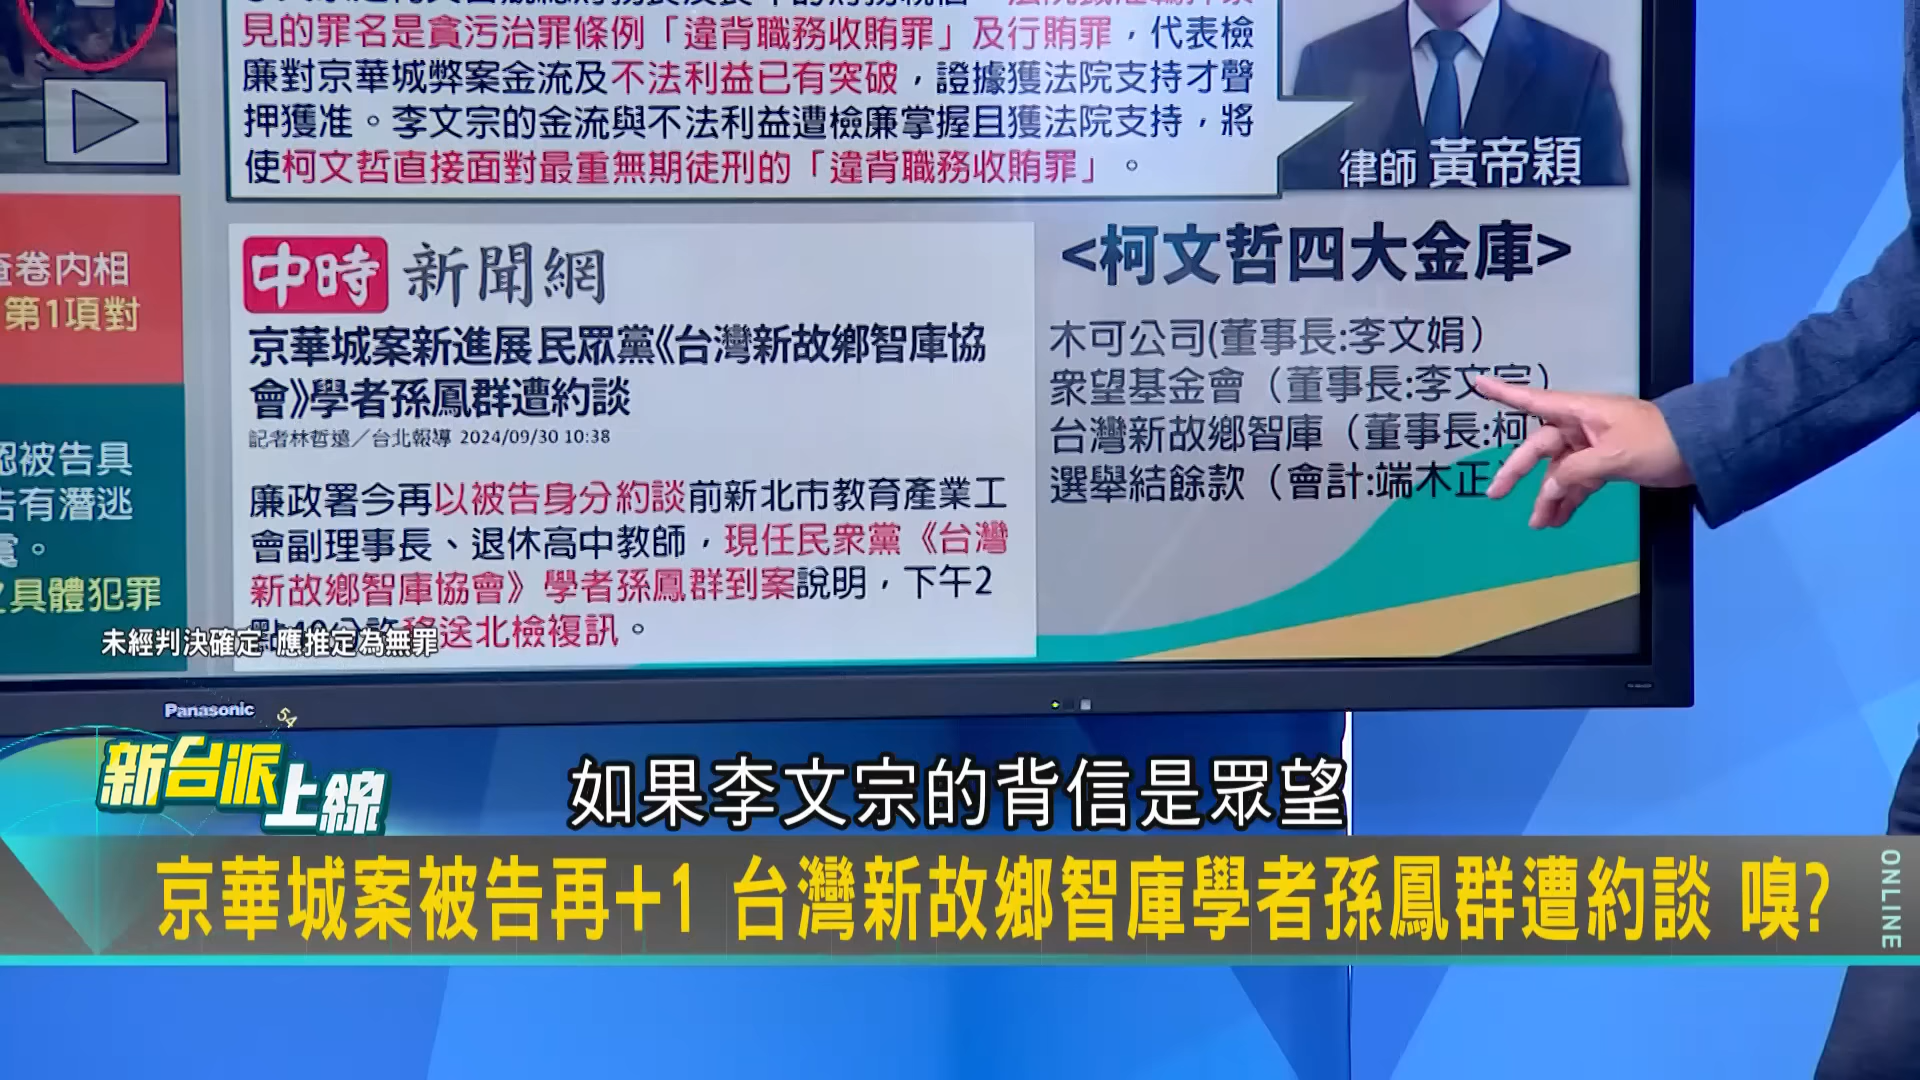 見的罪名是貪污治罪條例「違背職務收賄罪」及行賄罪，代表檢
廉對京華城弊案金流及不法利益已有突破，證據獲法院支持才聲
押獲准。李文宗的金流與不法利益遭檢廉掌握且獲法院支持，將
使柯文哲直接面對最重無期徒刑的「違背職務收賄罪」。
律師 黃帝穎
卷內相
第1項對
被告具
告有潛逃
。
具體犯罪
中時 新聞網
京華城案新進展 民眾黨《台灣新故鄉智庫協
會》學者孫鳳群遭約談
記者林哲遠／台北報導 2024/09/30 10:38
廉政署今再以被告身分約談前新北市教育產業工
會副理事長、退休高中教師，現任民眾黨《台灣
新故鄉智庫協會》學者孫鳳群到案說明，下午2
送北檢複訊。
<柯文哲四大金庫>
木可公司(董事長:李文娟）
眾望基金會（董事長:李文宗）
台灣新故鄉智庫（董事長:柯
選舉結餘款（會計:端木正
未經判決確定 應推定為無罪
Panasonic
54
新台派上線
如果李文宗的背信是眾望
京華城案被告再+1 台灣新故鄉智庫學者孫鳳群遭約談 嗅?
ONLINE